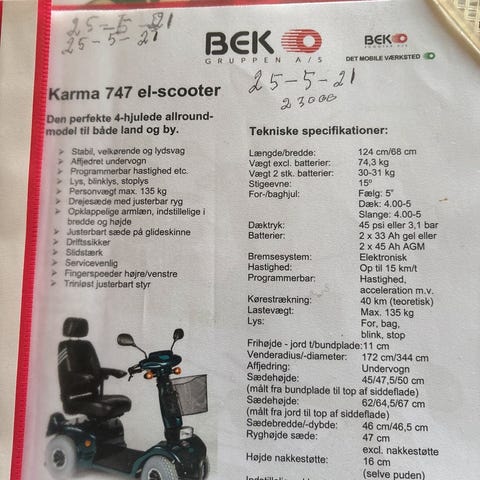 25-5-21
25-5-21
BEK
GRUPPEN A/S
BEK
DET MOBILE VÆRKSTED
25-5-21
23000
Karma 747 el-scooter
Den perfekte 4-hjulede allround-
model til både land og by.
Stabil, velkørende og lydsvag
Affjedret undervogn
Programmerbar hastighed etc.
Lys, blinklys, stoplys
Personvægt max. 135 kg
Drejesæde med justerbar ryg
Opklappelige armlæn, indstillelige i
bredde og højde
Justerbart sæde på glideskinne
Driftssikker
Slidstærk
Servicevenlig
Fingerspeeder højre/venstre
Trinløst justerbart styr
Tekniske specifikationer:
Længde/bredde: 124 cm/68 cm
Vægt excl. batterier: 74,3 kg
Vægt 2 stk. batterier: 30-31 kg
Stigeevne: 15º
For-/baghjul: Fælg: 5"
Dæk: 4.00-5
Slange: 4.00-5
Dæktryk: 45 psi eller 3,1 bar
Batterier: 2 x 33 Ah gel eller
2 x 45 Ah AGM
Bremsesystem: Elektronisk
Hastighed: Op til 15 km/t
Programmerbar: Hastighed,
acceleration m.v.
Kørestrækning: 40 km (teoretisk)
Lastevægt: Max. 135 kg
Lys: For, bag,
blink, stop
Frihøjde - jord t/bundplade: 11 cm
Venderadius/-diameter: 172 cm/344 cm
Affjedring: Undervogn
Sædehøjde: 45/47,5/50 cm
(målt fra bundplade til top af siddeflade)
Sædehøjde: 62/64,5/67 cm
(målt fra jord til top af siddeflade)
Sædebredde/-dybde: 46 cm/46,5 cm
Ryghøjde sæde: 47 cm
excl. nakkestøtte
Højde nakkestøtte: 16 cm
(selve puden)